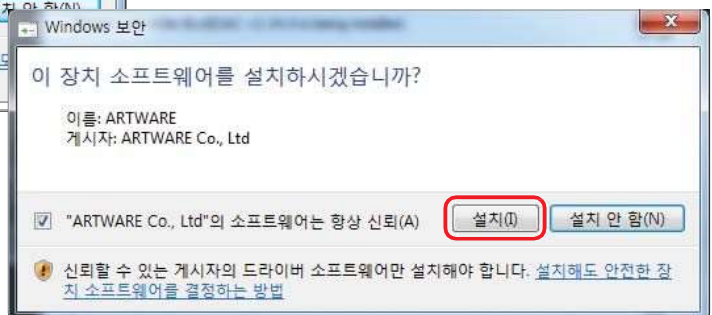 치 안 함(N)
Windows 보안
이 장치 소프트웨어를 설치하시겠습니까?
이름: ARTWARE
게시자: ARTWARE Co., Ltd
"ARTWARE Co., Ltd"의 소프트웨어는 항상 신뢰(A)
설치(I)
설치 안 함(N)
신뢰할 수 있는 게시자의 드라이버 소프트웨어만 설치해야 합니다. 설치해도 안전한 장
치 소프트웨어를 결정하는 방법